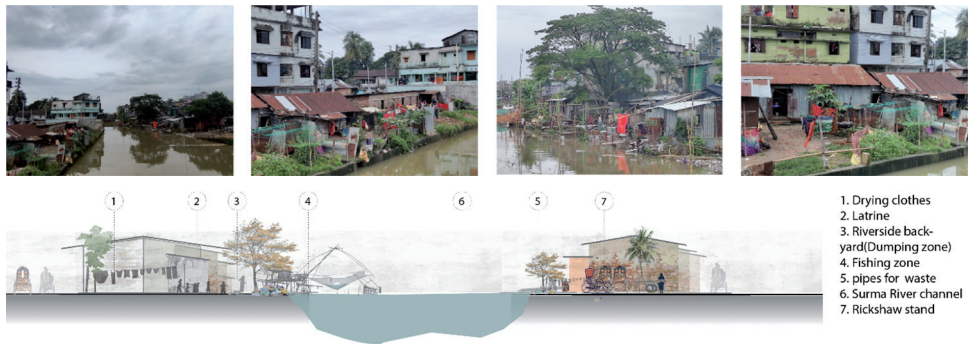 1
2
3
4
6
5
7
1. Drying clothes
2. Latrine
3. Riverside back-
yard(Dumping zone)
4. Fishing zone
5. pipes for waste
6. Surma River channel
7. Rickshaw stand